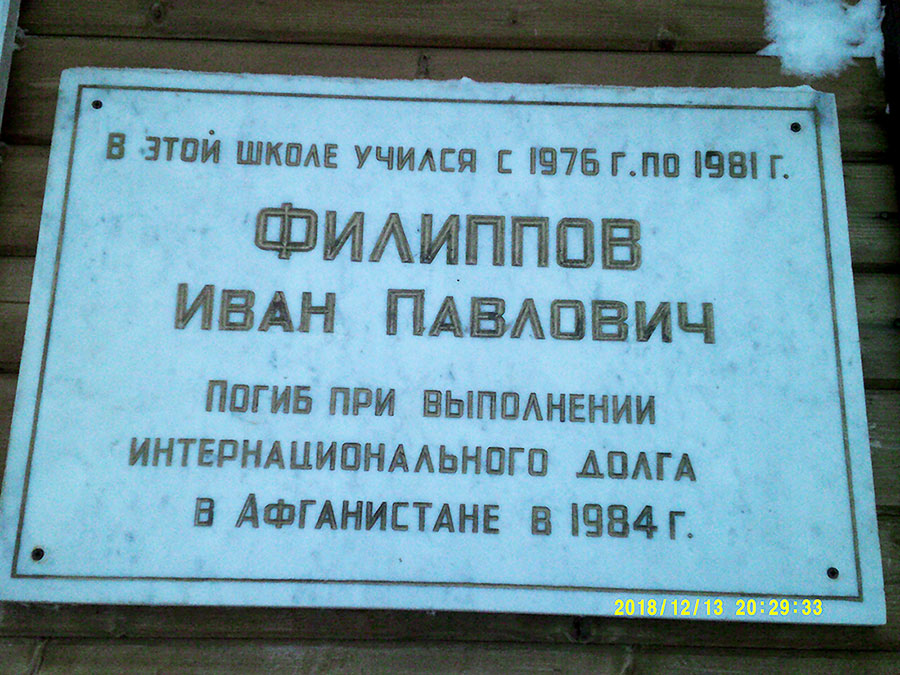 В этой школе учился с 1976 г. по 1981 г.
Филиппов
Иван Павлович
Погиб при выполнении
интернационального долга
в Афганистане в 1984 г.
2018/12/13 20:29:33